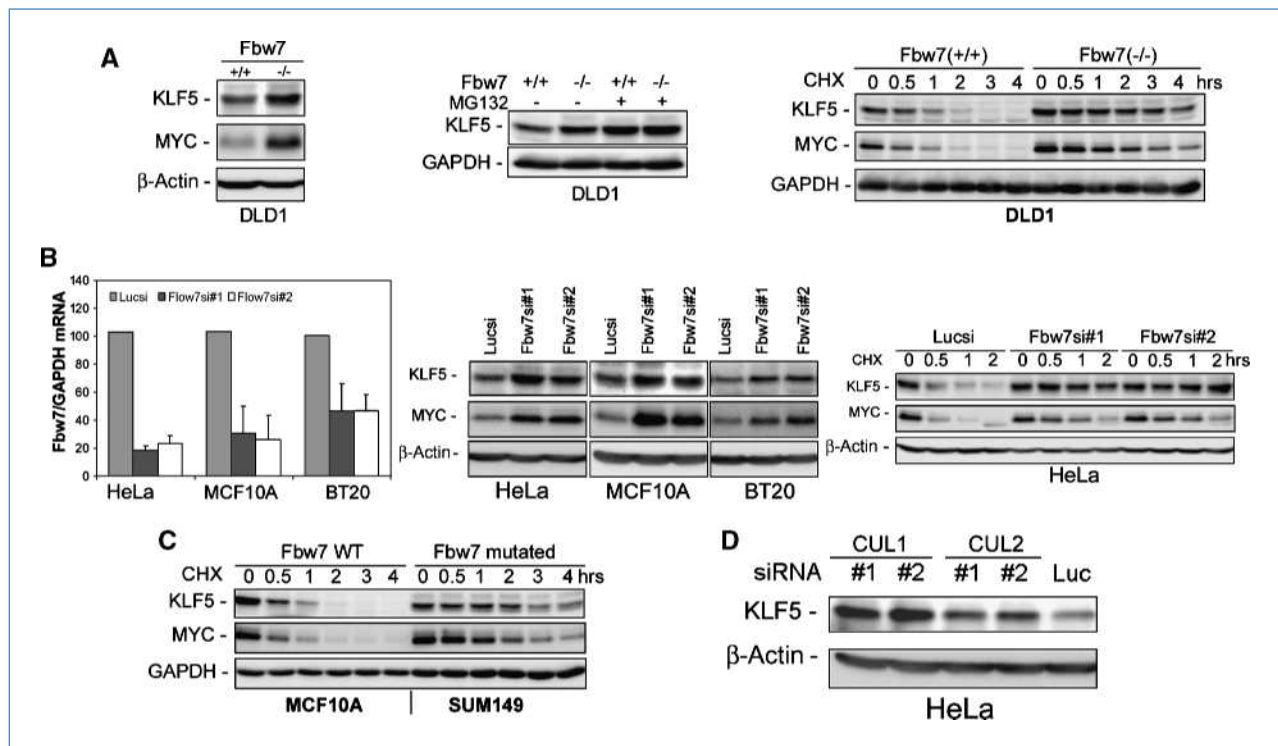 A
Fbw7
+/+ -/-
KLF5 -
MYC -
β-Actin -
DLD1
Fbw7 +/+ -/- +/+ -/-
MG132 - - + +
KLF5 -
GAPDH -
DLD1
Fbw7(+/+) Fbw7(-/-)
CHX 0 0.5 1 2 3 4 0 0.5 1 2 3 4 hrs
KLF5 -
MYC -
GAPDH -
DLD1
B
Fbw7/GAPDH mRNA
140
120
100
80
60
40
20
0
Lucsi Flow7si#1 Flow7si#2
HeLa MCF10A BT20
Lucsi Fbw7si#1 Fbw7si#2 Lucsi Fbw7si#1 Fbw7si#2 Lucsi Fbw7si#1 Fbw7si#2
KLF5 -
MYC -
β-Actin -
HeLa MCF10A BT20
Lucsi Fbw7si#1 Fbw7si#2
CHX 0 0.5 1 2 0 0.5 1 2 0 0.5 1 2 hrs
KLF5 -
MYC -
β-Actin -
HeLa
C
Fbw7 WT Fbw7 mutated
CHX 0 0.5 1 2 3 4 0 0.5 1 2 3 4 hrs
KLF5 -
MYC -
GAPDH -
MCF10A SUM149
D
CUL1 CUL2
siRNA #1 #2 #1 #2 Luc
KLF5 -
β-Actin -
HeLa